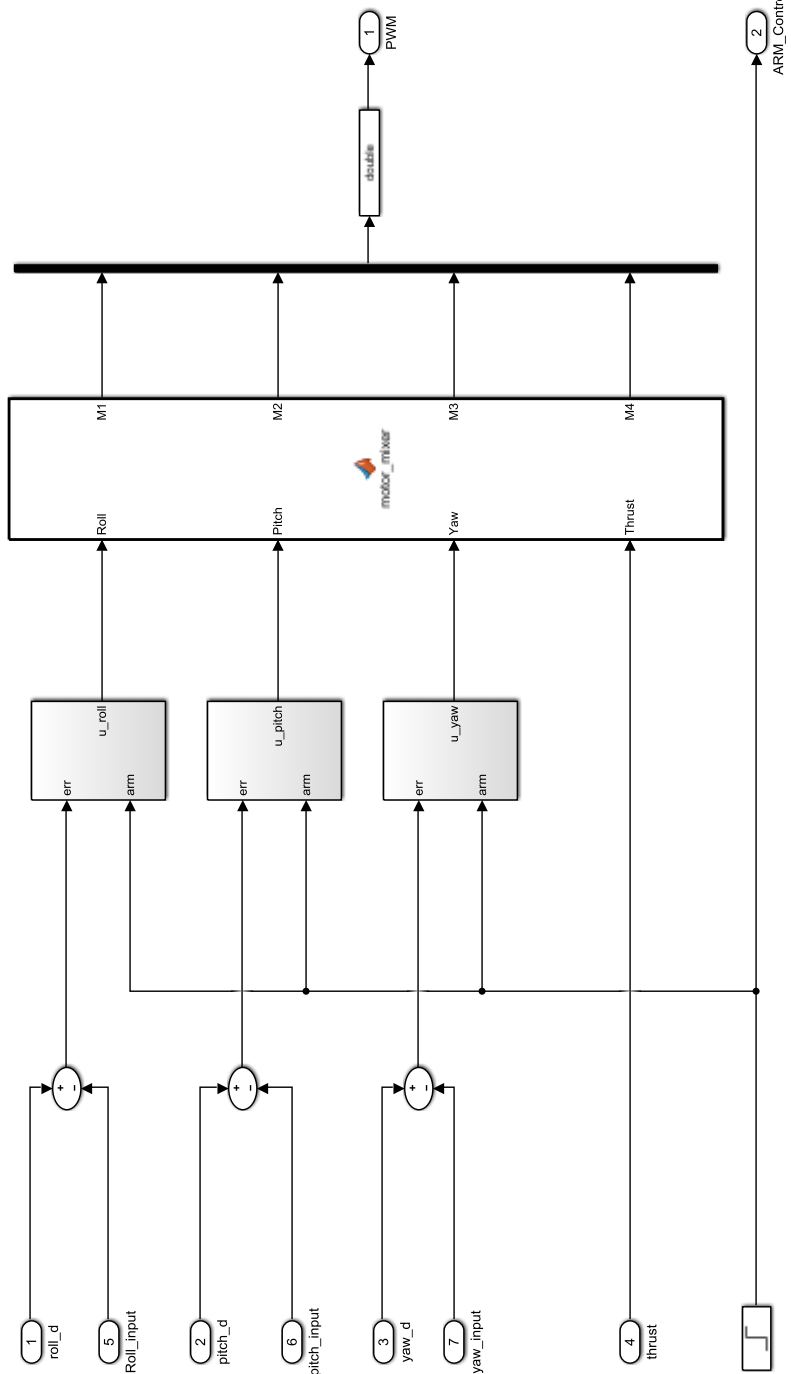 1
roll_d
+
−
err
arm
u_roll
Roll
M1
5
Roll_input
2
pitch_d
+
−
err
arm
u_pitch
Pitch
M2
6
pitch_input
motor_mixer
double
1
PWM
3
yaw_d
+
−
err
arm
u_yaw
Yaw
M3
7
yaw_input
4
thrust
Thrust
M4
2